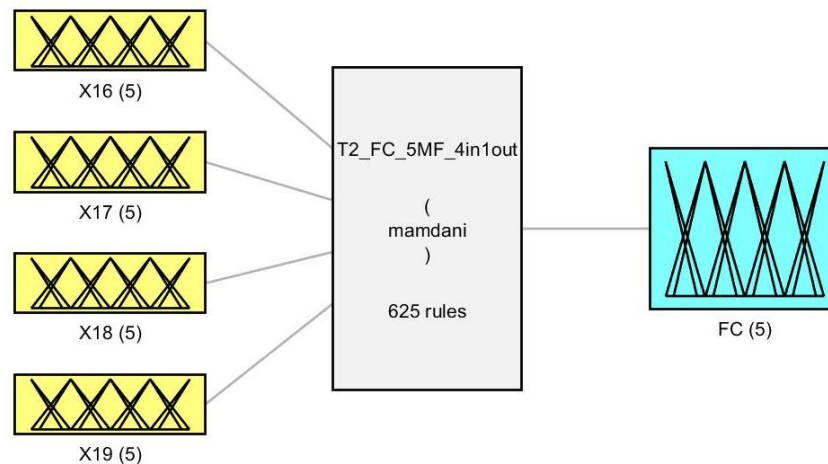 X16 (5)
X17 (5)
X18 (5)
X19 (5)
T2_FC_5MF_4in1out
(
mamdani
)
625 rules
FC (5)